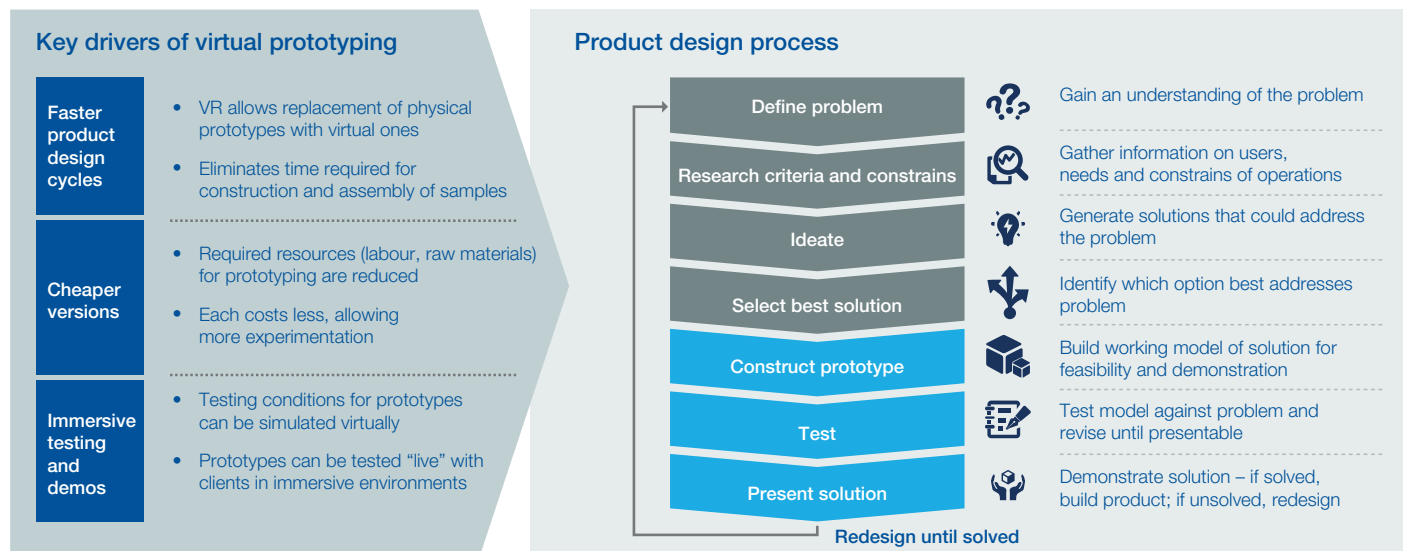 Key drivers of virtual prototyping
Faster
product
design
cycles
• VR allows replacement of physical
prototypes with virtual ones
• Eliminates time required for
construction and assembly of samples
Cheaper
versions
• Required resources (labour, raw materials)
for prototyping are reduced
• Each costs less, allowing
more experimentation
Immersive
testing
and
demos
• Testing conditions for prototypes
can be simulated virtually
• Prototypes can be tested “live” with
clients in immersive environments
Product design process
Define problem
Gain an understanding of the problem
Research criteria and constrains
Gather information on users,
needs and constrains of operations
Ideate
Generate solutions that could address
the problem
Select best solution
Identify which option best addresses
problem
Construct prototype
Build working model of solution for
feasibility and demonstration
Test
Test model against problem and
revise until presentable
Present solution
Demonstrate solution – if solved,
build product; if unsolved, redesign
Redesign until solved